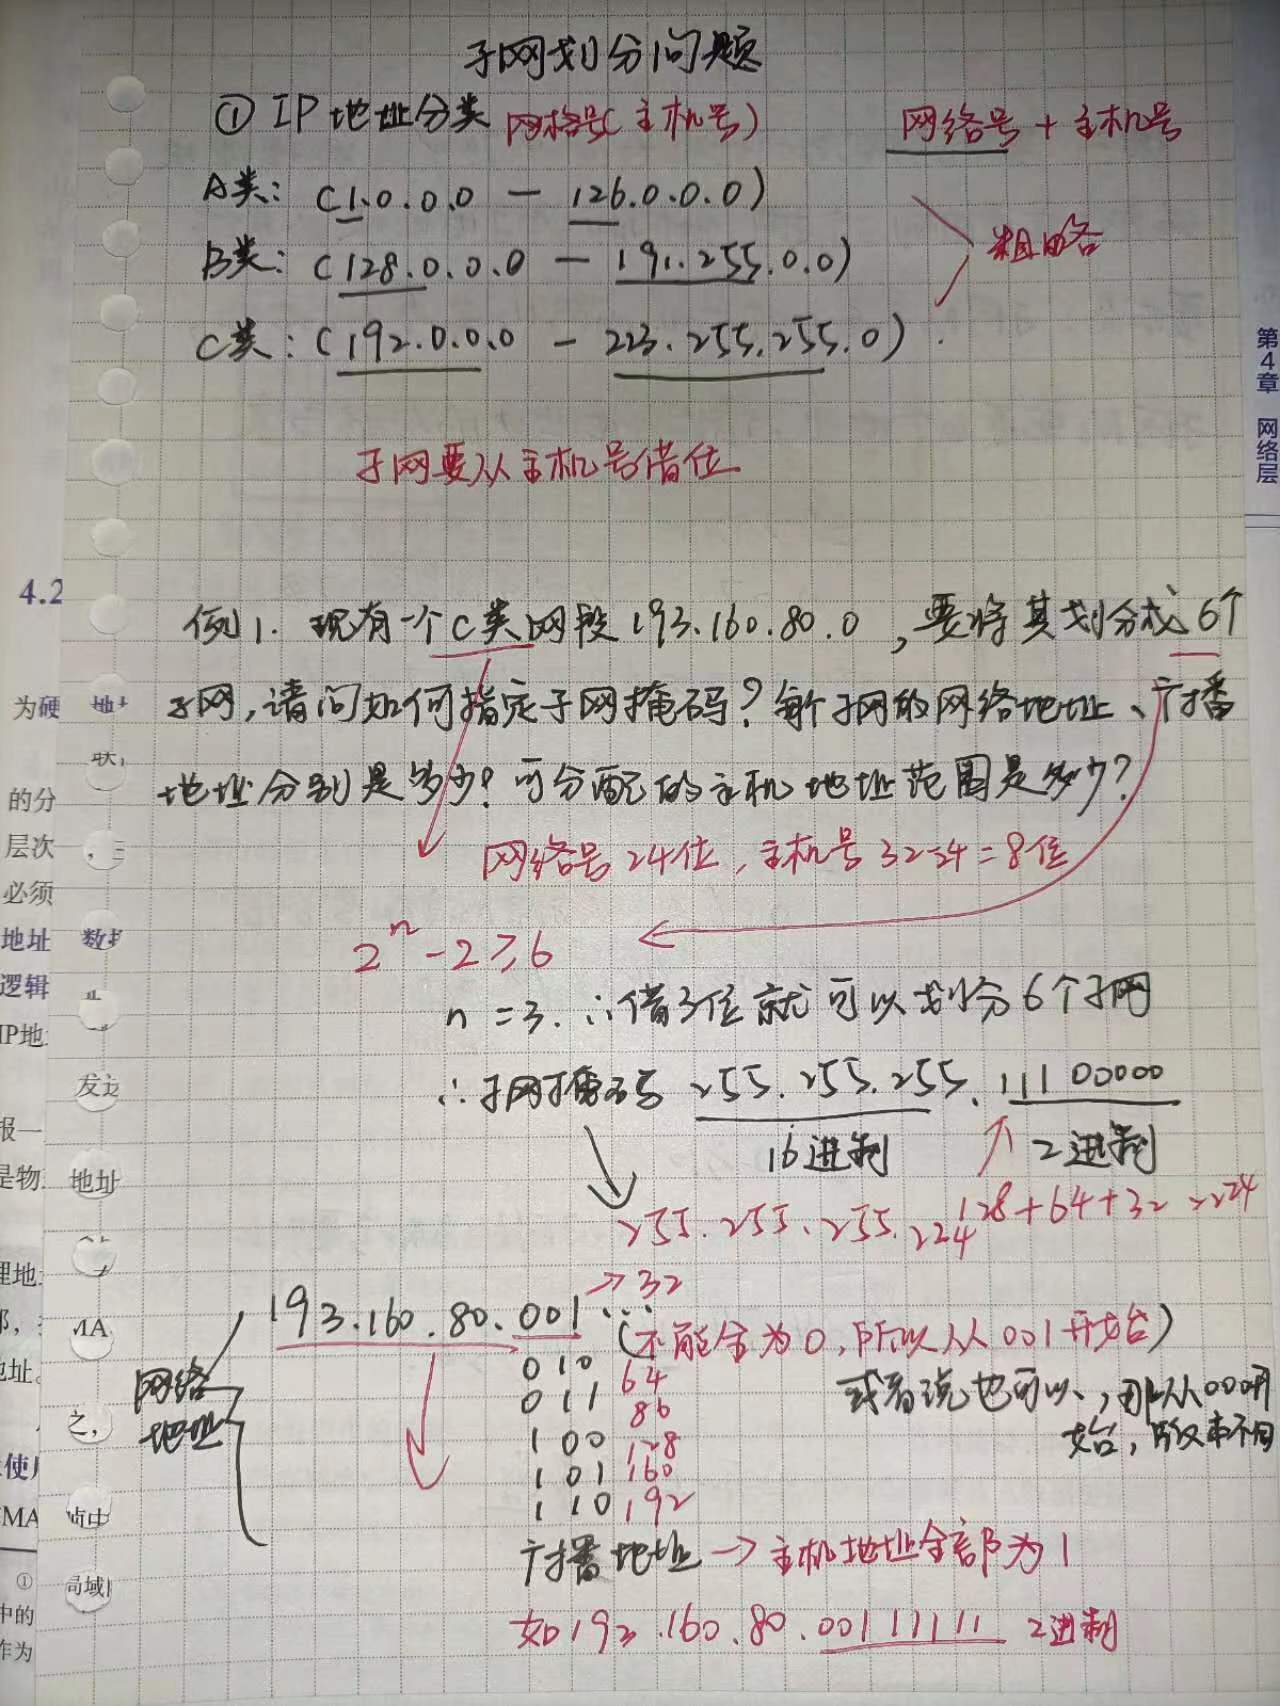 子网划分问题
① IP 地址分类 网络号(主机号) 网络号 + 主机号
A类: (1.0.0.0 — 126.0.0.0)
B类: (128.0.0.0 — 191.255.0.0) 粗略
C类: (192.0.0.0 — 223.255.255.0)
子网要从主机号借位
例1. 现有一个C类网段193.160.80.0, 要将其划分成6个
子网,请问如何指定子网掩码?每个子网的网络地址、广播
地址分别是多少?可分配的主机地址范围是多少?
网络号24位,主机号32-24=8位
2ⁿ-2≥6
n=3. ∴借3位就可以划分6个子网
∴子网掩码 255.255.255.11100000
16进制 2进制
255.255.255.224 128+64+32=224
193.160.80.001... →32
(不能全为0,所以从001开始)
010 64
011 86
100 128
101 160
110 192
网络
地址
或者说也可以,
从000开
始,版本不同
广播地址 → 主机地址全部为1
如193.160.80.00111111 2进制
第4章 网络层
4.2
为硬 地址
的分
层次
必须
地址 数据
逻辑
IP地
发送
报一
是物 地址
理地
MA
地址
之,
使用
MA
①
局域
中的
作为